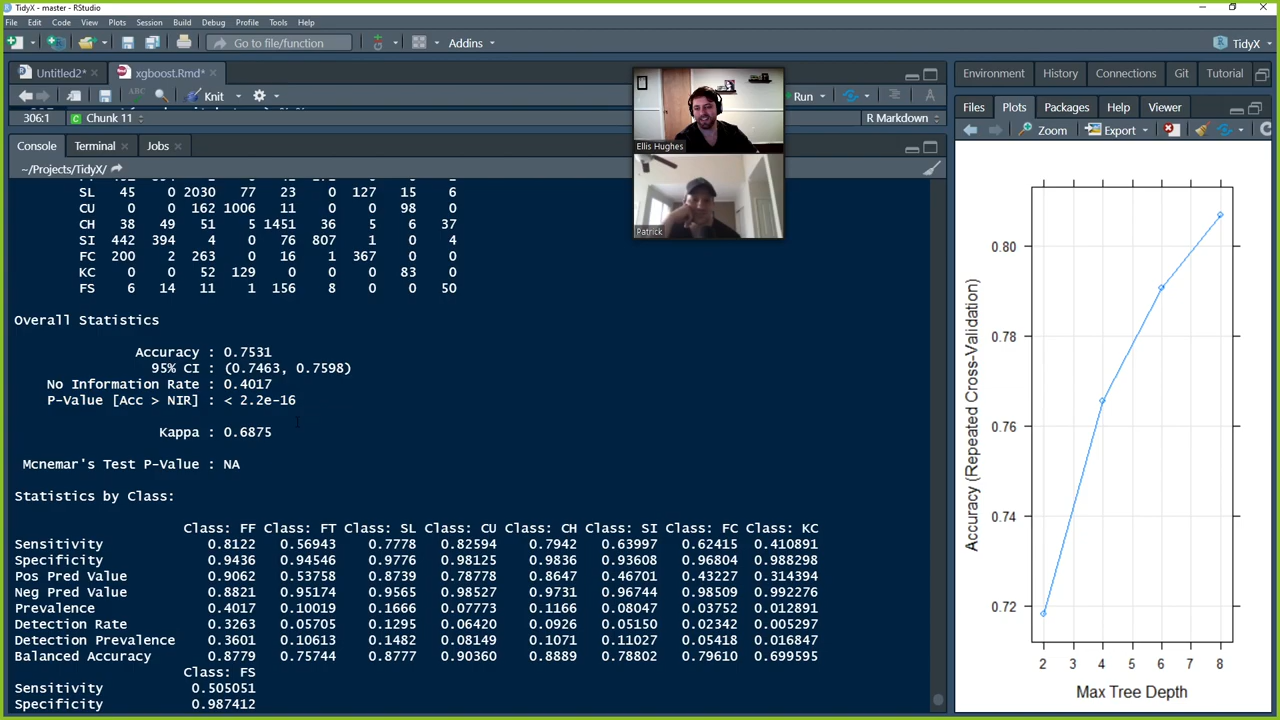 TidyX - master - RStudio
File Edit Code View Plots Session Build Debug Profile Tools Help
Go to file/function Addins TidyX
Untitled2* xgboost.Rmd*
Knit Run
306:1 Chunk 11 R Markdown
Console Terminal Jobs
~/Projects/TidyX/
SL 45 0 2030 77 23 0 127 15 6
CU 0 0 162 1006 11 0 0 98 0
CH 38 49 51 5 1451 36 5 6 37
SI 442 394 4 0 76 807 1 0 4
FC 200 2 263 0 16 1 367 0 0
KC 0 0 52 129 0 0 0 83 0
FS 6 14 11 1 156 8 0 0 50
Overall Statistics
Accuracy : 0.7531
95% CI : (0.7463, 0.7598)
No Information Rate : 0.4017
P-Value [Acc > NIR] : < 2.2e-16
Kappa : 0.6875
Mcnemar's Test P-Value : NA
Statistics by Class:
Class: FF Class: FT Class: SL Class: CU Class: CH Class: SI Class: FC Class: KC
Sensitivity 0.8122 0.56943 0.7778 0.82594 0.7942 0.63997 0.62415 0.410891
Specificity 0.9436 0.94546 0.9776 0.98125 0.9836 0.93608 0.96804 0.988298
Pos Pred Value 0.9062 0.53758 0.8739 0.78778 0.8647 0.46701 0.43227 0.314394
Neg Pred Value 0.8821 0.95174 0.9565 0.98527 0.9731 0.96744 0.98509 0.992276
Prevalence 0.4017 0.10019 0.1666 0.07773 0.1166 0.08047 0.03752 0.012891
Detection Rate 0.3263 0.05705 0.1295 0.06420 0.0926 0.05150 0.02342 0.005297
Detection Prevalence 0.3601 0.10613 0.1482 0.08149 0.1071 0.11027 0.05418 0.016847
Balanced Accuracy 0.8779 0.75744 0.8777 0.90360 0.8889 0.78802 0.79610 0.699595
Class: FS
Sensitivity 0.505051
Specificity 0.987412
Ellis Hughes
Patrick
Environment History Connections Git Tutorial
Files Plots Packages Help Viewer
Zoom Export
Accuracy (Repeated Cross-Validation)
0.80
0.78
0.76
0.74
0.72
2 3 4 5 6 7 8
Max Tree Depth